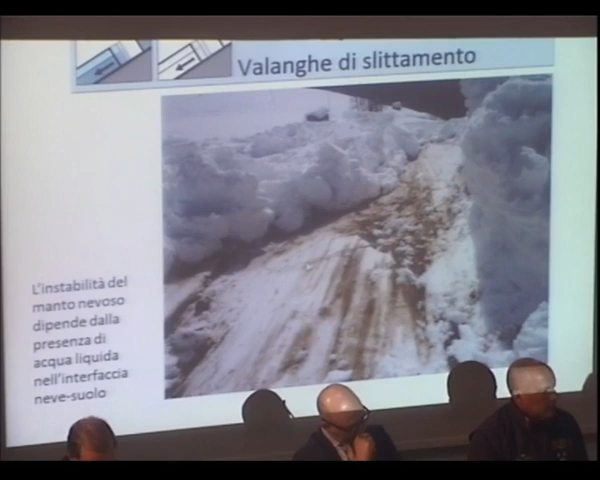 Valanghe di slittamento
L'instabilità del
manto nevoso
dipende dalla
presenza di
acqua liquida
nell'interfaccia
neve-suolo